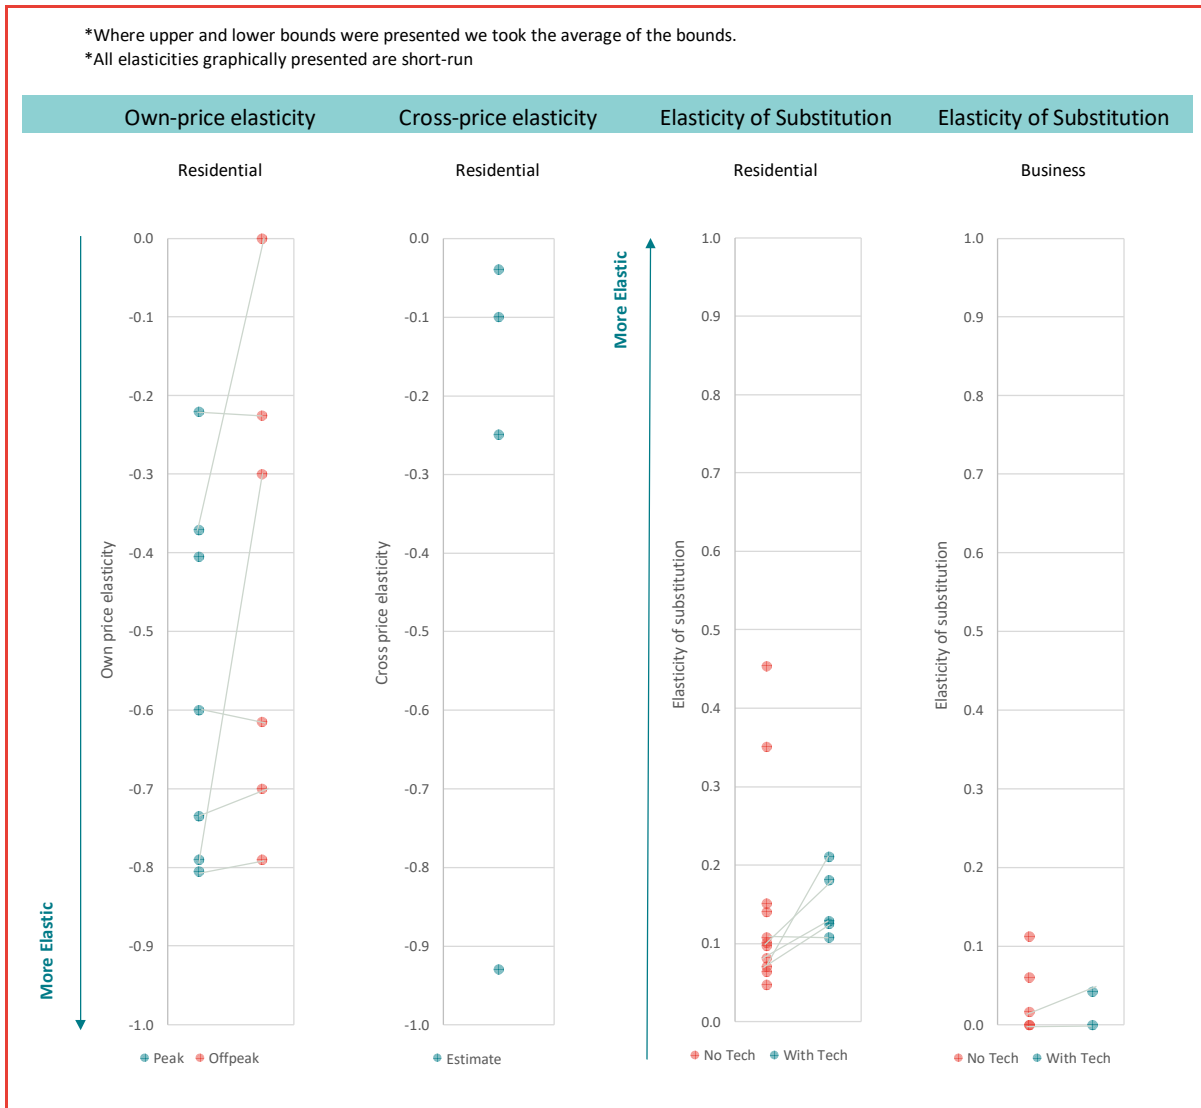 *Where upper and lower bounds were presented we took the average of the bounds.
*All elasticities graphically presented are short-run
Own-price elasticity
Cross-price elasticity
Elasticity of Substitution
Elasticity of Substitution
Residential
Residential
Residential
Business
More Elastic
Own price elasticity
0.0
-0.1
-0.2
-0.3
-0.4
-0.5
-0.6
-0.7
-0.8
-0.9
-1.0
Peak
Offpeak
Cross price elasticity
0.0
-0.1
-0.2
-0.3
-0.4
-0.5
-0.6
-0.7
-0.8
-0.9
-1.0
Estimate
More Elastic
Elasticity of substitution
1.0
0.9
0.8
0.7
0.6
0.5
0.4
0.3
0.2
0.1
0.0
No Tech
With Tech
Elasticity of substitution
1.0
0.9
0.8
0.7
0.6
0.5
0.4
0.3
0.2
0.1
0.0
No Tech
With Tech